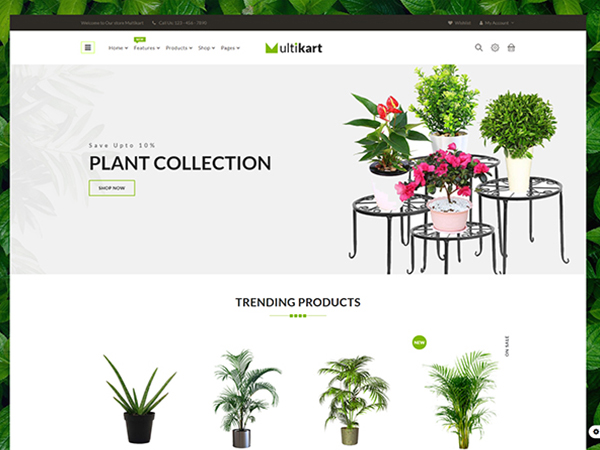 Welcome to Our store Multikart
Call Us: 123 - 456 - 7890
Wishlist
My Account
NEW
Home Features Products Shop Pages
ultikart
Save Upto 10%
PLANT COLLECTION
SHOP NOW
TRENDING PRODUCTS
NEW
ON SALE